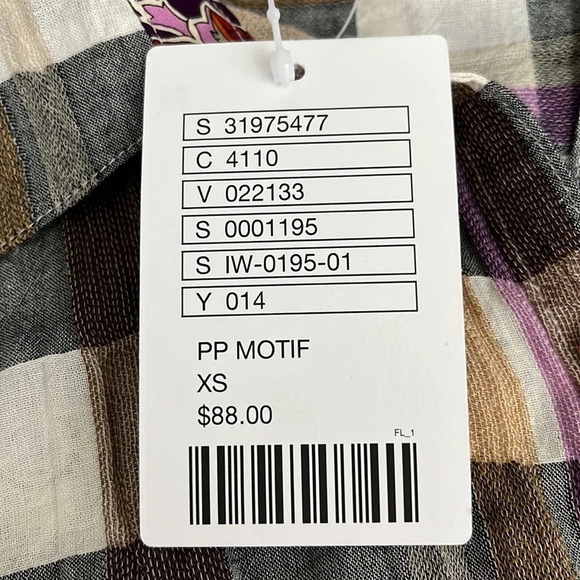 S 31975477
C 4110
V 022133
S 0001195
S IW-0195-01
Y 014
PP MOTIF
XS
$88.00
FL_1